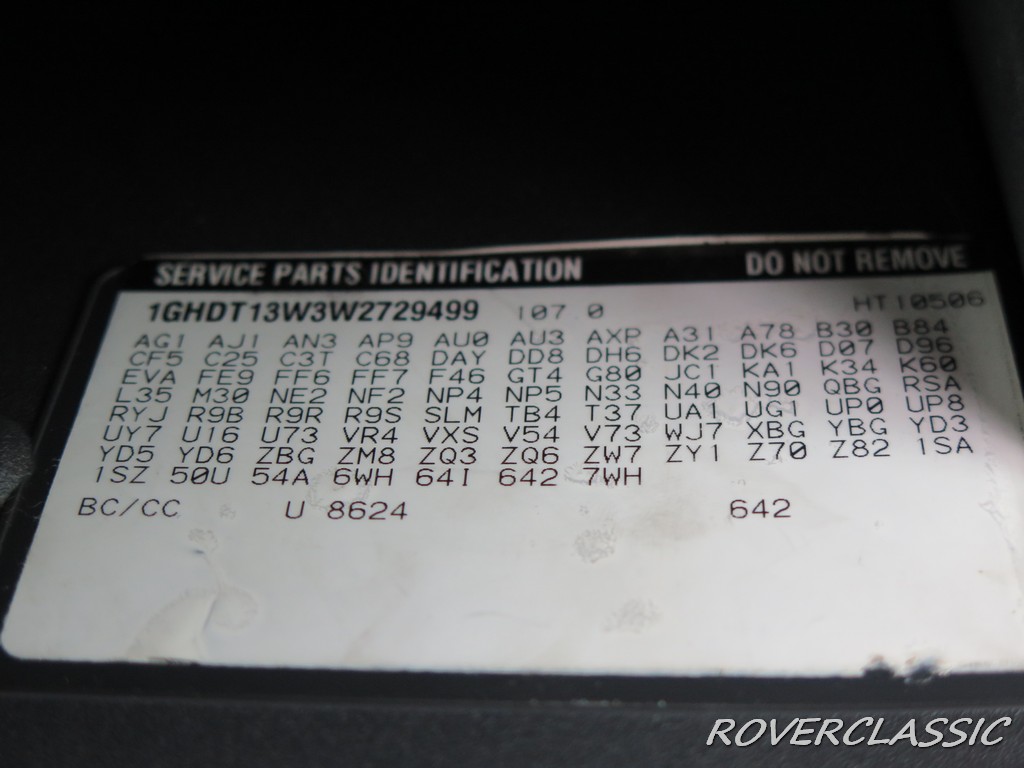 SERVICE PARTS IDENTIFICATION DO NOT REMOVE
1GHDT13W3W2729499 107.0 HT10506
AG1 AJ1 AN3 AP9 AU0 AU3 AXP A31 A78 B30 B84
CF5 C25 C3T C68 DAY DD8 DH6 DK2 DK6 D07 D96
EVA FE9 FF6 FF7 F46 GT4 G80 JC1 KA1 K34 K60
L35 M30 NE2 NF2 NP4 NP5 N33 N40 N90 QBG RSA
RYJ R9B R9R R9S SLM TB4 T37 UA1 UG1 UP0 UP8
UY7 U16 U73 VR4 VXS V54 V73 WJ7 XBG YBG YD3
YD5 YD6 ZBG ZM8 ZQ3 ZQ6 ZW7 ZY1 Z70 Z82 1SA
1SZ 50U 54A 6WH 64I 642 7WH
BC/CC U 8624 642
ROVERCLASSIC